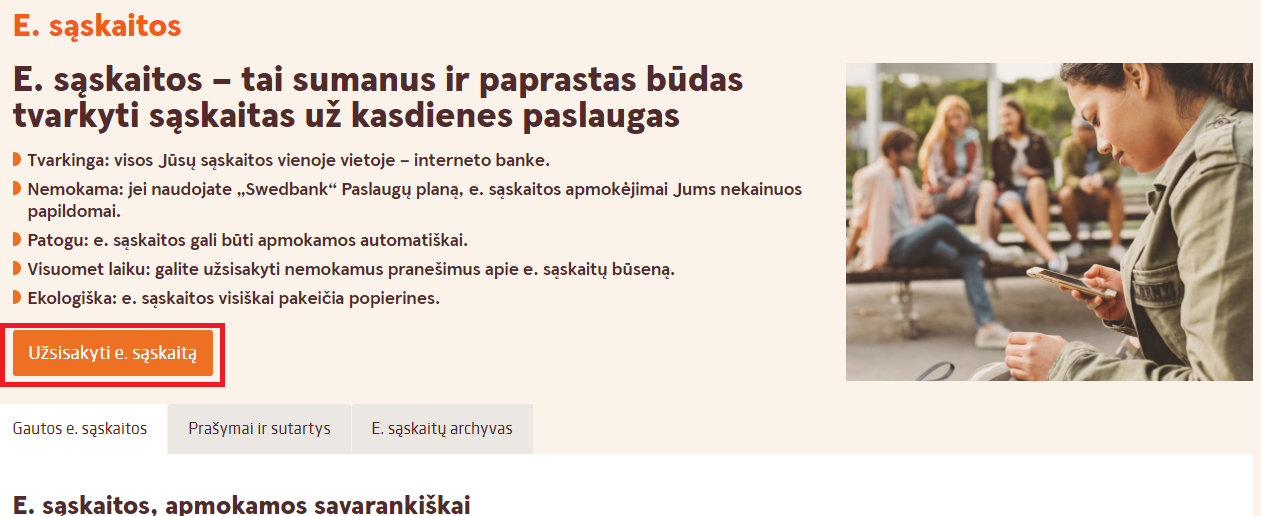 E. sąskaitos
E. sąskaitos – tai sumanus ir paprastas būdas
tvarkyti sąskaitas už kasdienes paslaugas
Tvarkinga: visos Jūsų sąskaitos vienoje vietoje – interneto banke.
Nemokama: jei naudojate „Swedbank“ Paslaugų planą, e. sąskaitos apmokėjimai Jums nekainuos
papildomai.
Patogu: e. sąskaitos gali būti apmokamos automatiškai.
Visuomet laiku: galite užsisakyti nemokamus pranešimus apie e. sąskaitų būseną.
Ekologiška: e. sąskaitos visiškai pakeičia popierines.
Užsisakyti e. sąskaitą
Gautos e. sąskaitos Prašymai ir sutartys E. sąskaitų archyvas
E. sąskaitos, apmokamos savarankiškai